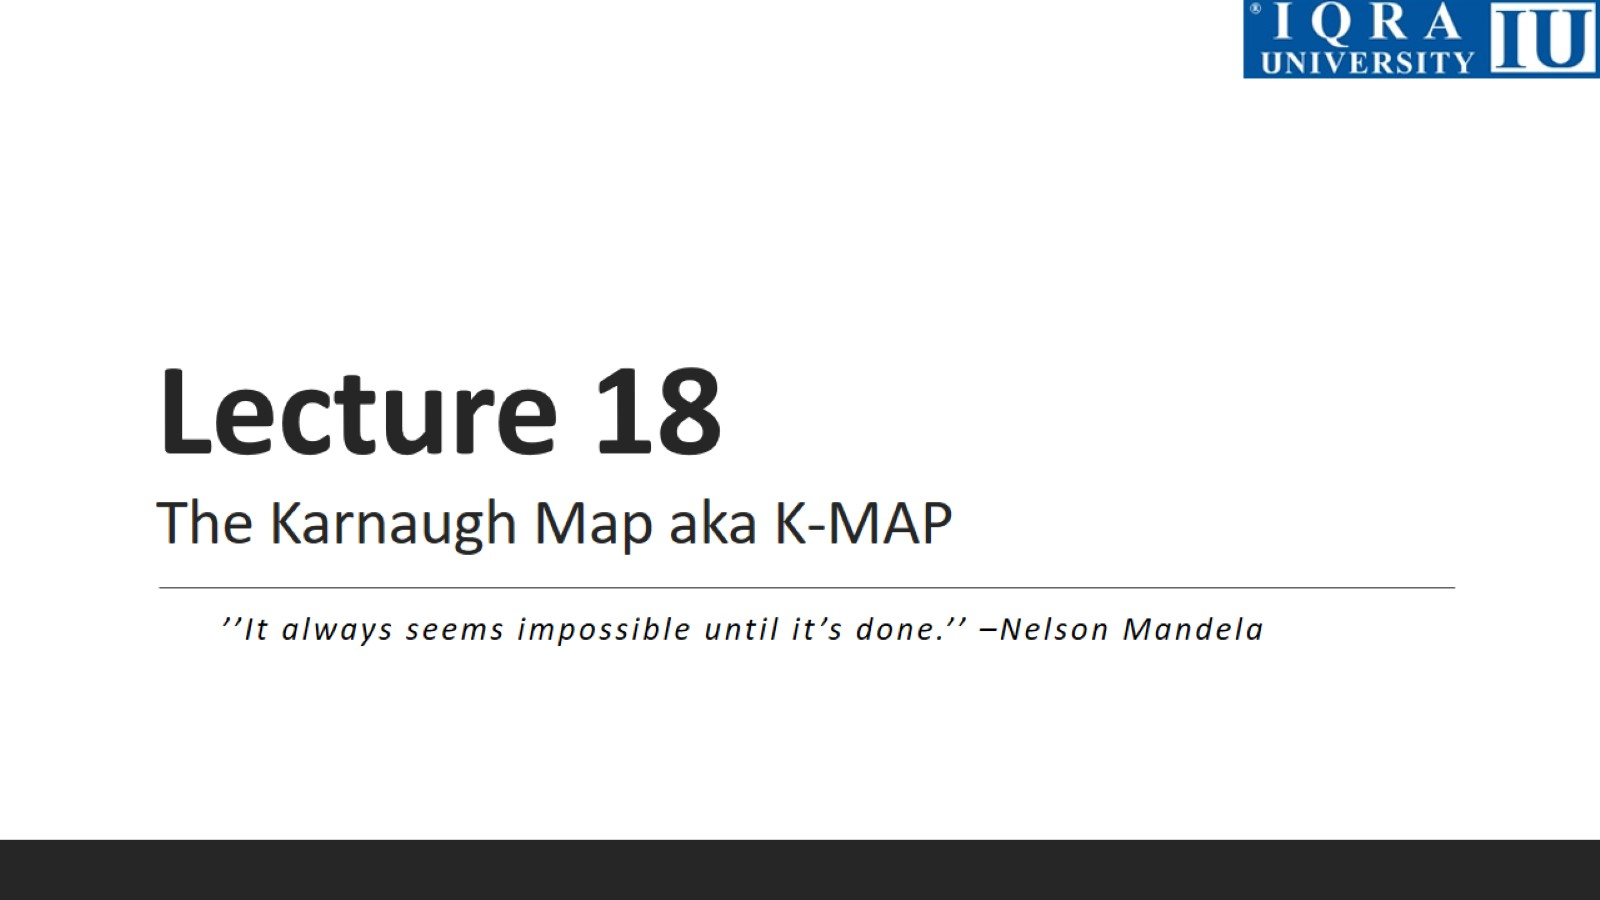 ® IQRA
UNIVERSITY IU
Lecture 18
The Karnaugh Map aka K-MAP
’’It always seems impossible until it’s done.’’ –Nelson Mandela